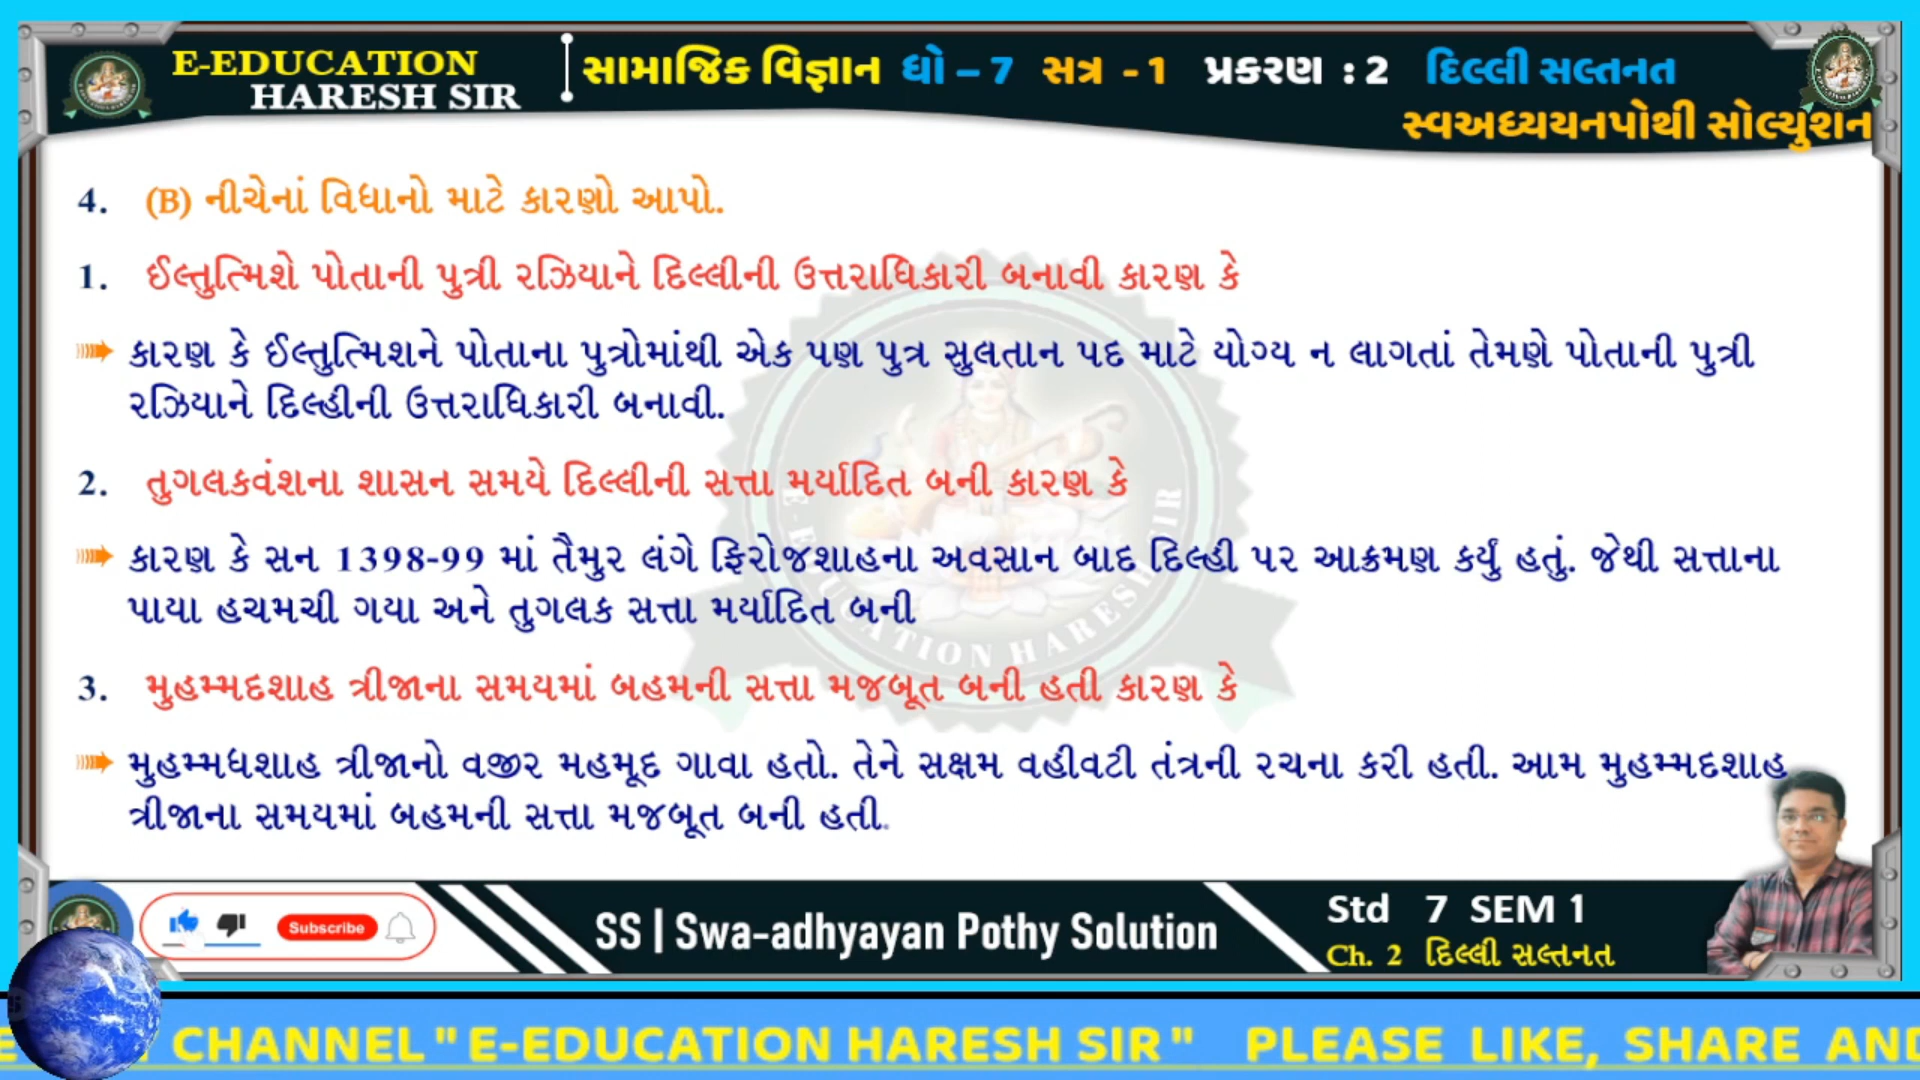 E-EDUCATION
HARESH SIR
સામાજિક વિજ્ઞાન ધો – 7 સત્ર - 1 પ્રકરણ : 2 દિલ્લી સલ્તનત
સ્વઅધ્યયનપોથી સોલ્યુશન
4. (B) નીચેનાં વિધાનો માટે કારણો આપો.
1. ઈલ્તુત્મિશે પોતાની પુત્રી રઝિયાને દિલ્લીની ઉત્તરાધિકારી બનાવી કારણ કે
કારણ કે ઈલ્તુત્મિશને પોતાના પુત્રોમાંથી એક પણ પુત્ર સુલતાન પદ માટે યોગ્ય ન લાગતાં તેમણે પોતાની પુત્રી
રઝિયાને દિલ્હીની ઉત્તરાધિકારી બનાવી.
2. તુગલકવંશના શાસન સમયે દિલ્લીની સત્તા મર્યાદિત બની કારણ કે
કારણ કે સન 1398-99 માં તૈમુર લંગે ફિરોજશાહના અવસાન બાદ દિલ્હી પર આક્રમણ કર્યું હતું. જેથી સત્તાના
પાયા હચમચી ગયા અને તુગલક સત્તા મર્યાદિત બની
3. મુહમ્મદશાહ ત્રીજાના સમયમાં બહમની સત્તા મજબૂત બની હતી કારણ કે
મુહમ્મધશાહ ત્રીજાનો વજીર મહમૂદ ગાવા હતો. તેને સક્ષમ વહીવટી તંત્રની રચના કરી હતી. આમ મુહમ્મદશાહ
ત્રીજાના સમયમાં બહમની સત્તા મજબૂત બની હતી.
E-EDUCATION HARESH SIR
Subscribe
SS | Swa-adhyayan Pothy Solution
Std 7 SEM 1
Ch. 2 દિલ્લી સલ્તનત
CHANNEL " E-EDUCATION HARESH SIR " PLEASE LIKE, SHARE AND